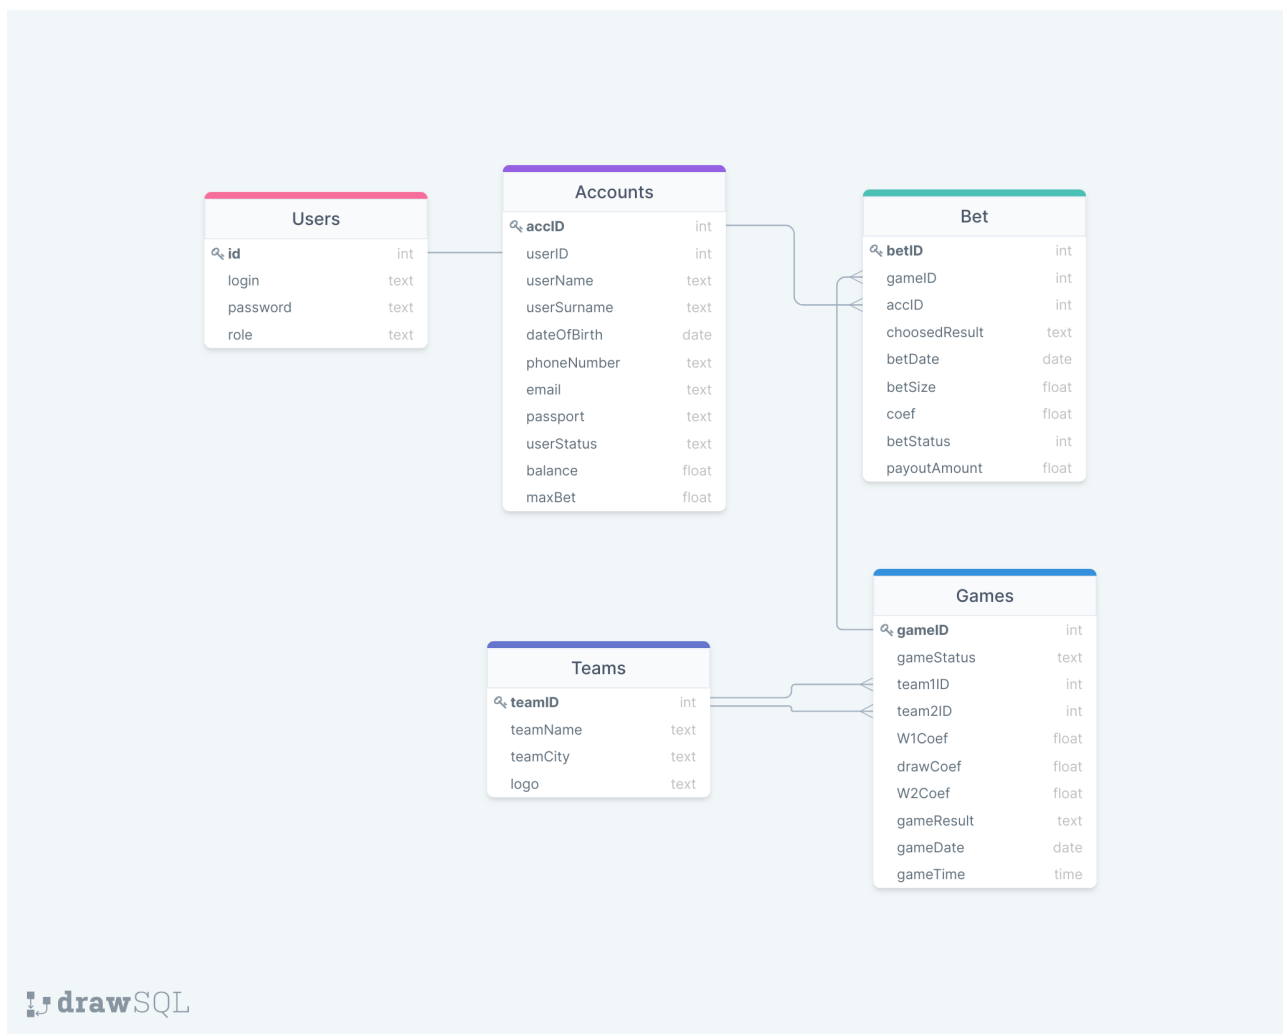 Users
id int
login text
password text
role text
Accounts
accID int
userID int
userName text
userSurname text
dateOfBirth date
phoneNumber text
email text
passport text
userStatus text
balance float
maxBet float
Bet
betID int
gameID int
accID int
choosedResult text
betDate date
betSize float
coef float
betStatus int
payoutAmount float
Teams
teamID int
teamName text
teamCity text
logo text
Games
gameID int
gameStatus text
team1ID int
team2ID int
W1Coef float
drawCoef float
W2Coef float
gameResult text
gameDate date
gameTime time
drawSQL